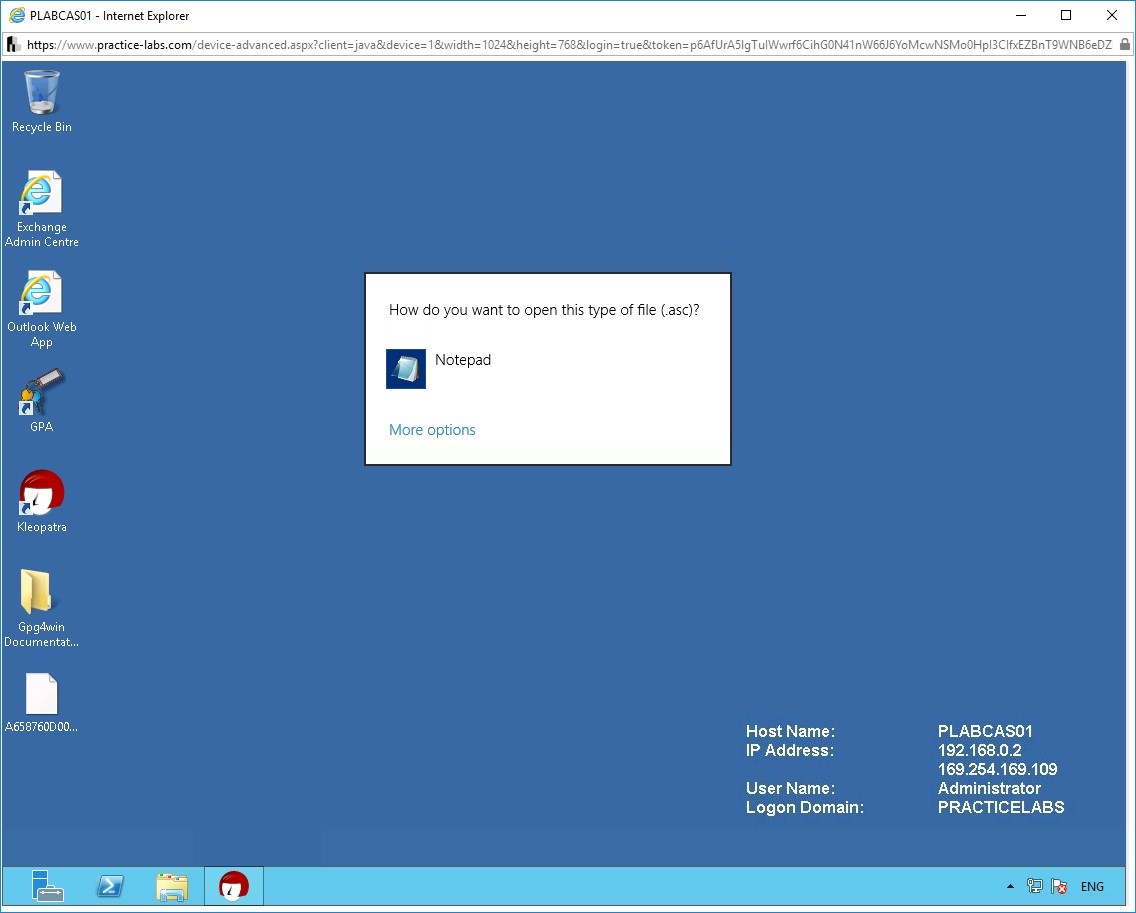 PLABCAS01 - Internet Explorer
https://www.practice-labs.com/device-advanced.aspx?client=java&device=1&width=1024&height=768&login=true&token=p6AfUrA5IgTulWwrf6CihG0N41nW66J6YoMcwNSMo0Hpl3ClfxEZBnT9WNB6eDZ
Recycle Bin
Exchange
Admin Centre
Outlook Web
App
GPA
Kleopatra
Gpg4win
Documentat...
A658760D00...
How do you want to open this type of file (.asc)?
Notepad
More options
Host Name: PLABCAS01
IP Address: 192.168.0.2
169.254.169.109
User Name: Administrator
Logon Domain: PRACTICELABS
ENG